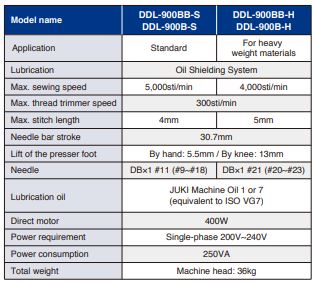 Model name
DDL-900BB-S
DDL-900B-S
DDL-900BB-H
DDL-900B-H
Application
Standard
For heavy
weight materials
Lubrication
Oil Shielding System
Max. sewing speed
5,000sti/min
4,000sti/min
Max. thread trimmer speed
300sti/min
Max. stitch length
4mm
5mm
Needle bar stroke
30.7mm
Lift of the presser foot
By hand: 5.5mm / By knee: 13mm
Needle
DB×1 #11 (#9~#18)
DB×1 #21 (#20~#23)
Lubrication oil
JUKI Machine Oil 1 or 7
(equivalent to ISO VG7)
Direct motor
400W
Power requirement
Single-phase 200V~240V
Power consumption
250VA
Total weight
Machine head: 36kg